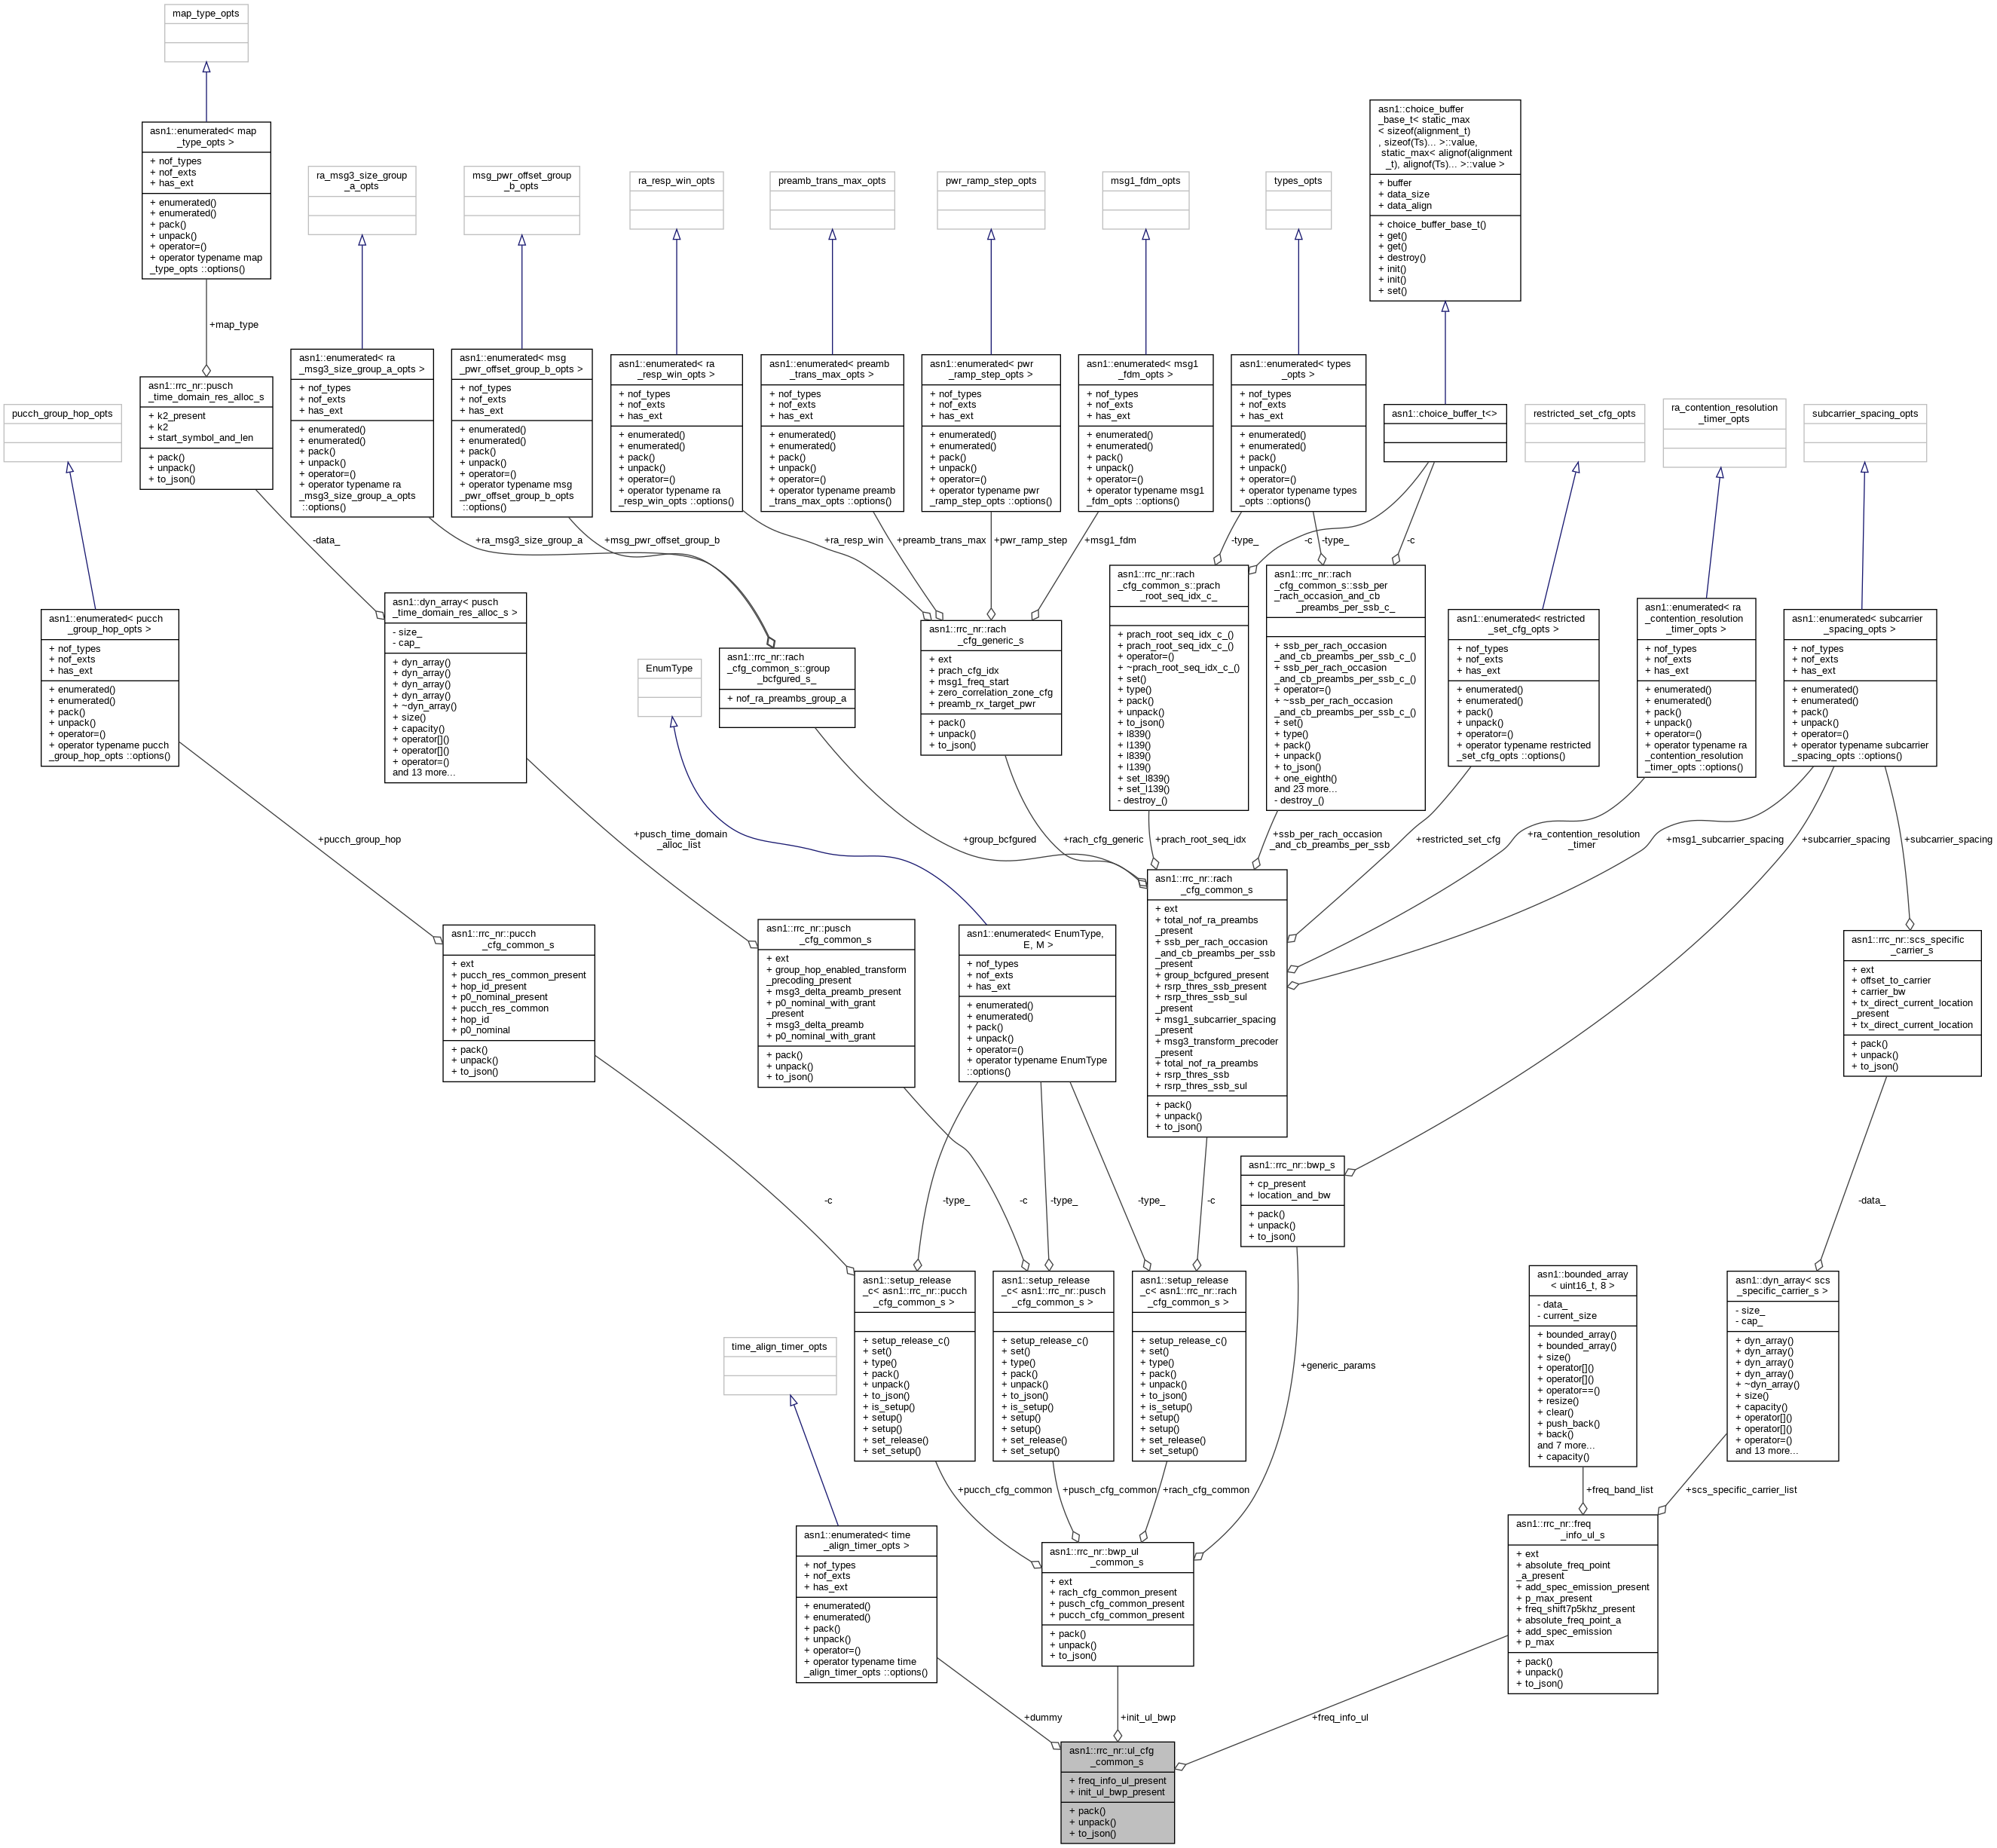 map_type_opts
asn1::enumerated< map
_type_opts >
+ nof_types
+ nof_exts
+ has_ext
+ enumerated()
+ enumerated()
+ pack()
+ unpack()
+ operator=()
+ operator typename map
_type_opts ::options()
+map_type
asn1::choice_buffer
_base_t< static_max
< sizeof(alignment_t)
, sizeof(Ts)... >::value,
static_max< alignof(alignment
_t), alignof(Ts)... >::value >
+ buffer
+ data_size
+ data_align
+ choice_buffer_base_t()
+ get()
+ get()
+ destroy()
+ init()
+ init()
+ set()
ra_msg3_size_group
_a_opts
msg_pwr_offset_group
_b_opts
ra_resp_win_opts
preamb_trans_max_opts
pwr_ramp_step_opts
msg1_fdm_opts
types_opts
asn1::rrc_nr::pusch
_time_domain_res_alloc_s
+ k2_present
+ k2
+ start_symbol_and_len
+ pack()
+ unpack()
+ to_json()
asn1::enumerated< ra
_msg3_size_group_a_opts >
+ nof_types
+ nof_exts
+ has_ext
+ enumerated()
+ enumerated()
+ pack()
+ unpack()
+ operator=()
+ operator typename ra
_msg3_size_group_a_opts
::options()
asn1::enumerated< msg
_pwr_offset_group_b_opts >
+ nof_types
+ nof_exts
+ has_ext
+ enumerated()
+ enumerated()
+ pack()
+ unpack()
+ operator=()
+ operator typename msg
_pwr_offset_group_b_opts
::options()
asn1::enumerated< ra
_resp_win_opts >
+ nof_types
+ nof_exts
+ has_ext
+ enumerated()
+ enumerated()
+ pack()
+ unpack()
+ operator=()
+ operator typename ra
_resp_win_opts ::options()
asn1::enumerated< preamb
_trans_max_opts >
+ nof_types
+ nof_exts
+ has_ext
+ enumerated()
+ enumerated()
+ pack()
+ unpack()
+ operator=()
+ operator typename preamb
_trans_max_opts ::options()
asn1::enumerated< pwr
_ramp_step_opts >
+ nof_types
+ nof_exts
+ has_ext
+ enumerated()
+ enumerated()
+ pack()
+ unpack()
+ operator=()
+ operator typename pwr
_ramp_step_opts ::options()
asn1::enumerated< msg1
_fdm_opts >
+ nof_types
+ nof_exts
+ has_ext
+ enumerated()
+ enumerated()
+ pack()
+ unpack()
+ operator=()
+ operator typename msg1
_fdm_opts ::options()
asn1::enumerated< types
_opts >
+ nof_types
+ nof_exts
+ has_ext
+ enumerated()
+ enumerated()
+ pack()
+ unpack()
+ operator=()
+ operator typename types
_opts ::options()
asn1::choice_buffer_t<>
restricted_set_cfg_opts
ra_contention_resolution
_timer_opts
subcarrier_spacing_opts
pucch_group_hop_opts
-data_
+ra_msg3_size_group_a
+msg_pwr_offset_group_b
+ra_resp_win
+preamb_trans_max
+pwr_ramp_step
+msg1_fdm
-type_
-c
-type_
-c
asn1::enumerated< pucch
_group_hop_opts >
+ nof_types
+ nof_exts
+ has_ext
+ enumerated()
+ enumerated()
+ pack()
+ unpack()
+ operator=()
+ operator typename pucch
_group_hop_opts ::options()
asn1::dyn_array< pusch
_time_domain_res_alloc_s >
- size_
- cap_
+ dyn_array()
+ dyn_array()
+ dyn_array()
+ dyn_array()
+ ~dyn_array()
+ size()
+ capacity()
+ operator[]()
+ operator[]()
+ operator=()
and 13 more...
EnumType
asn1::rrc_nr::rach
_cfg_common_s::group
_bcfgured_s_
+ nof_ra_preambs_group_a
asn1::rrc_nr::rach
_cfg_generic_s
+ ext
+ prach_cfg_idx
+ msg1_freq_start
+ zero_correlation_zone_cfg
+ preamb_rx_target_pwr
+ pack()
+ unpack()
+ to_json()
asn1::rrc_nr::rach
_cfg_common_s::prach
_root_seq_idx_c_
+ prach_root_seq_idx_c_()
+ prach_root_seq_idx_c_()
+ operator=()
+ ~prach_root_seq_idx_c_()
+ set()
+ type()
+ pack()
+ unpack()
+ to_json()
+ l839()
+ l139()
+ l839()
+ l139()
+ set_l839()
+ set_l139()
- destroy_()
asn1::rrc_nr::rach
_cfg_common_s::ssb_per
_rach_occasion_and_cb
_preambs_per_ssb_c_
+ ssb_per_rach_occasion
_and_cb_preambs_per_ssb_c_()
+ ssb_per_rach_occasion
_and_cb_preambs_per_ssb_c_()
+ operator=()
+ ~ssb_per_rach_occasion
_and_cb_preambs_per_ssb_c_()
+ set()
+ type()
+ pack()
+ unpack()
+ to_json()
+ one_eighth()
and 23 more...
- destroy_()
asn1::enumerated< restricted
_set_cfg_opts >
+ nof_types
+ nof_exts
+ has_ext
+ enumerated()
+ enumerated()
+ pack()
+ unpack()
+ operator=()
+ operator typename restricted
_set_cfg_opts ::options()
asn1::enumerated< ra
_contention_resolution
_timer_opts >
+ nof_types
+ nof_exts
+ has_ext
+ enumerated()
+ enumerated()
+ pack()
+ unpack()
+ operator=()
+ operator typename ra
_contention_resolution
_timer_opts ::options()
asn1::enumerated< subcarrier
_spacing_opts >
+ nof_types
+ nof_exts
+ has_ext
+ enumerated()
+ enumerated()
+ pack()
+ unpack()
+ operator=()
+ operator typename subcarrier
_spacing_opts ::options()
+pucch_group_hop
+pusch_time_domain
_alloc_list
+group_bcfgured
+rach_cfg_generic
+prach_root_seq_idx
+ssb_per_rach_occasion
_and_cb_preambs_per_ssb
+restricted_set_cfg
+ra_contention_resolution
_timer
+msg1_subcarrier_spacing
+subcarrier_spacing
+subcarrier_spacing
asn1::rrc_nr::pucch
_cfg_common_s
+ ext
+ pucch_res_common_present
+ hop_id_present
+ p0_nominal_present
+ pucch_res_common
+ hop_id
+ p0_nominal
+ pack()
+ unpack()
+ to_json()
asn1::rrc_nr::pusch
_cfg_common_s
+ ext
+ group_hop_enabled_transform
_precoding_present
+ msg3_delta_preamb_present
+ p0_nominal_with_grant
_present
+ msg3_delta_preamb
+ p0_nominal_with_grant
+ pack()
+ unpack()
+ to_json()
asn1::enumerated< EnumType,
E, M >
+ nof_types
+ nof_exts
+ has_ext
+ enumerated()
+ enumerated()
+ pack()
+ unpack()
+ operator=()
+ operator typename EnumType
::options()
asn1::rrc_nr::rach
_cfg_common_s
+ ext
+ total_nof_ra_preambs
_present
+ ssb_per_rach_occasion
_and_cb_preambs_per_ssb
_present
+ group_bcfgured_present
+ rsrp_thres_ssb_present
+ rsrp_thres_ssb_sul
_present
+ msg1_subcarrier_spacing
_present
+ msg3_transform_precoder
_present
+ total_nof_ra_preambs
+ rsrp_thres_ssb
+ rsrp_thres_ssb_sul
+ pack()
+ unpack()
+ to_json()
asn1::rrc_nr::scs_specific
_carrier_s
+ ext
+ offset_to_carrier
+ carrier_bw
+ tx_direct_current_location
_present
+ tx_direct_current_location
+ pack()
+ unpack()
+ to_json()
asn1::rrc_nr::bwp_s
+ cp_present
+ location_and_bw
+ pack()
+ unpack()
+ to_json()
-c
-type_
-c
-type_
-type_
-c
-data_
asn1::setup_release
_c< asn1::rrc_nr::pucch
_cfg_common_s >
+ setup_release_c()
+ set()
+ type()
+ pack()
+ unpack()
+ to_json()
+ is_setup()
+ setup()
+ setup()
+ set_release()
+ set_setup()
asn1::setup_release
_c< asn1::rrc_nr::pusch
_cfg_common_s >
+ setup_release_c()
+ set()
+ type()
+ pack()
+ unpack()
+ to_json()
+ is_setup()
+ setup()
+ setup()
+ set_release()
+ set_setup()
asn1::setup_release
_c< asn1::rrc_nr::rach
_cfg_common_s >
+ setup_release_c()
+ set()
+ type()
+ pack()
+ unpack()
+ to_json()
+ is_setup()
+ setup()
+ setup()
+ set_release()
+ set_setup()
+generic_params
asn1::bounded_array
< uint16_t, 8 >
- data_
- current_size
+ bounded_array()
+ bounded_array()
+ size()
+ operator[]()
+ operator[]()
+ operator==()
+ resize()
+ clear()
+ push_back()
+ back()
and 7 more...
+ capacity()
asn1::dyn_array< scs
_specific_carrier_s >
- size_
- cap_
+ dyn_array()
+ dyn_array()
+ dyn_array()
+ dyn_array()
+ ~dyn_array()
+ size()
+ capacity()
+ operator[]()
+ operator[]()
+ operator=()
and 13 more...
time_align_timer_opts
+pucch_cfg_common
+pusch_cfg_common
+rach_cfg_common
+freq_band_list
+scs_specific_carrier_list
asn1::enumerated< time
_align_timer_opts >
+ nof_types
+ nof_exts
+ has_ext
+ enumerated()
+ enumerated()
+ pack()
+ unpack()
+ operator=()
+ operator typename time
_align_timer_opts ::options()
asn1::rrc_nr::bwp_ul
_common_s
+ ext
+ rach_cfg_common_present
+ pusch_cfg_common_present
+ pucch_cfg_common_present
+ pack()
+ unpack()
+ to_json()
asn1::rrc_nr::freq
_info_ul_s
+ ext
+ absolute_freq_point
_a_present
+ add_spec_emission_present
+ p_max_present
+ freq_shift7p5khz_present
+ absolute_freq_point_a
+ add_spec_emission
+ p_max
+ pack()
+ unpack()
+ to_json()
+dummy
+init_ul_bwp
+freq_info_ul
asn1::rrc_nr::ul_cfg
_common_s
+ freq_info_ul_present
+ init_ul_bwp_present
+ pack()
+ unpack()
+ to_json()